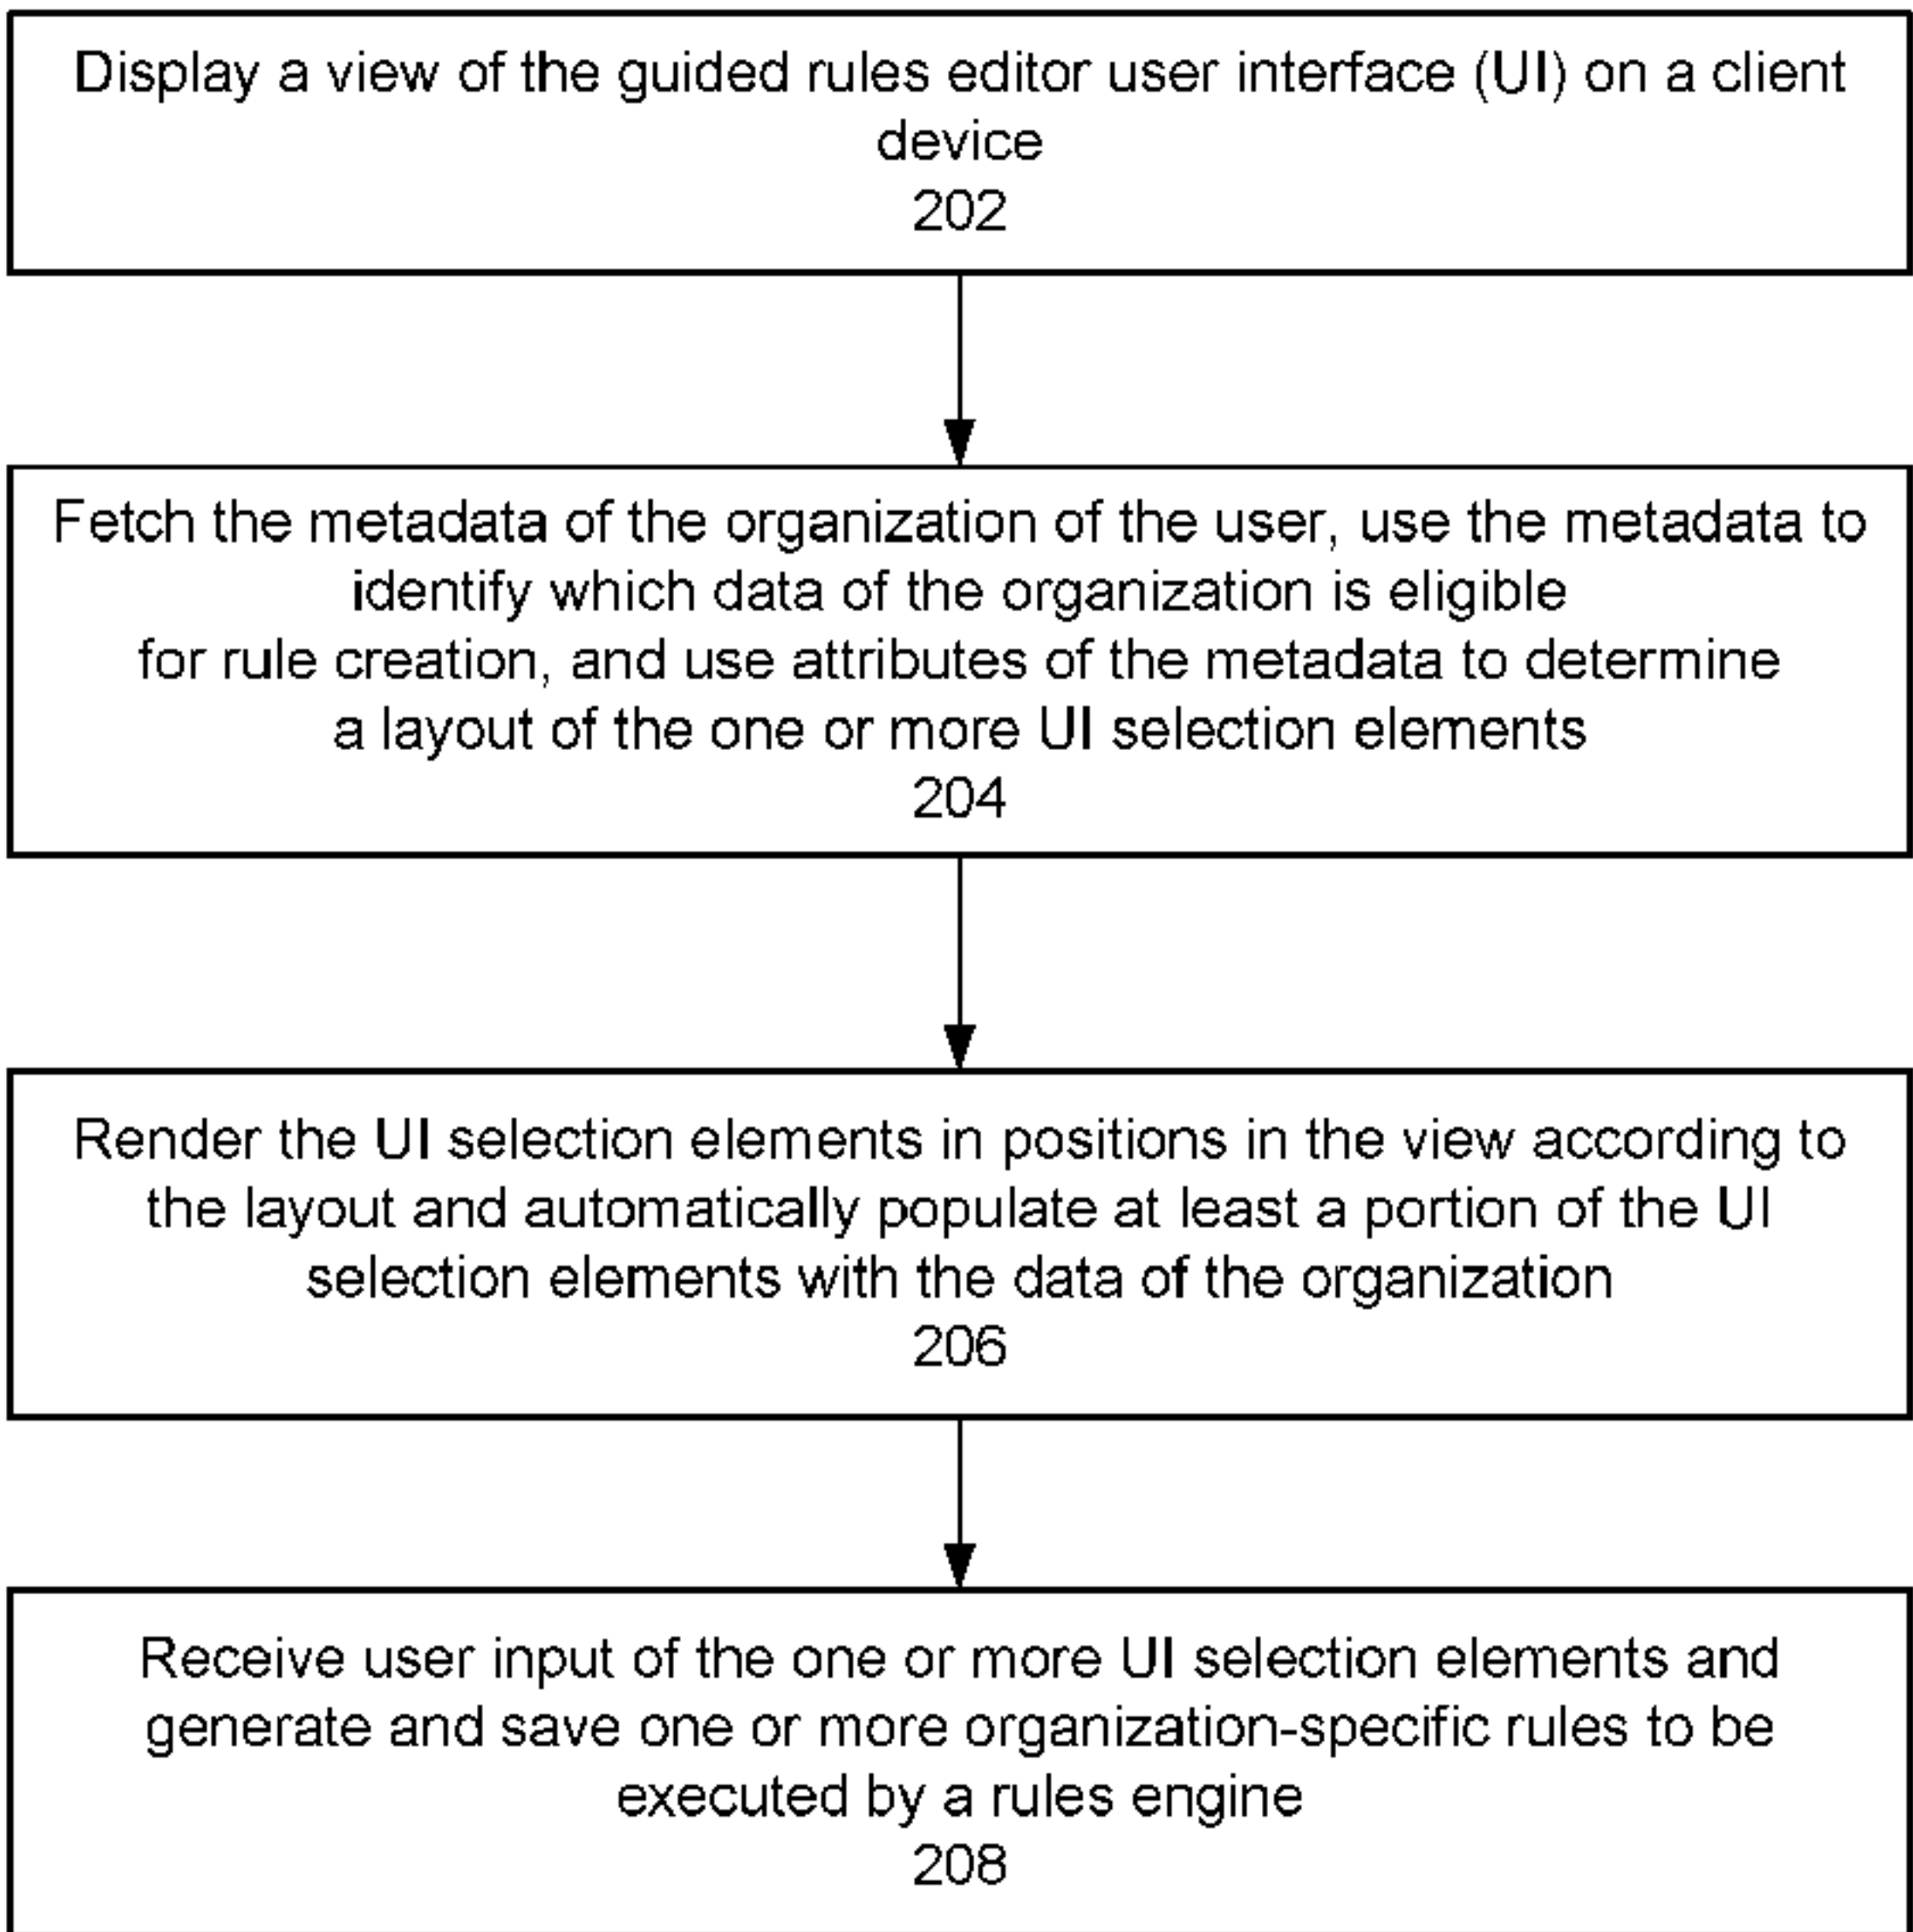 Display a view of the guided rules editor user interface (UI) on a client
device
202
Fetch the metadata of the organization of the user, use the metadata to
identify which data of the organization is eligible
for rule creation, and use attributes of the metadata to determine
a layout of the one or more UI selection elements
204
Render the UI selection elements in positions in the view according to
the layout and automatically populate at least a portion of the UI
selection elements with the data of the organization
206
Receive user input of the one or more UI selection elements and
generate and save one or more organization-specific rules to be
executed by a rules engine
208